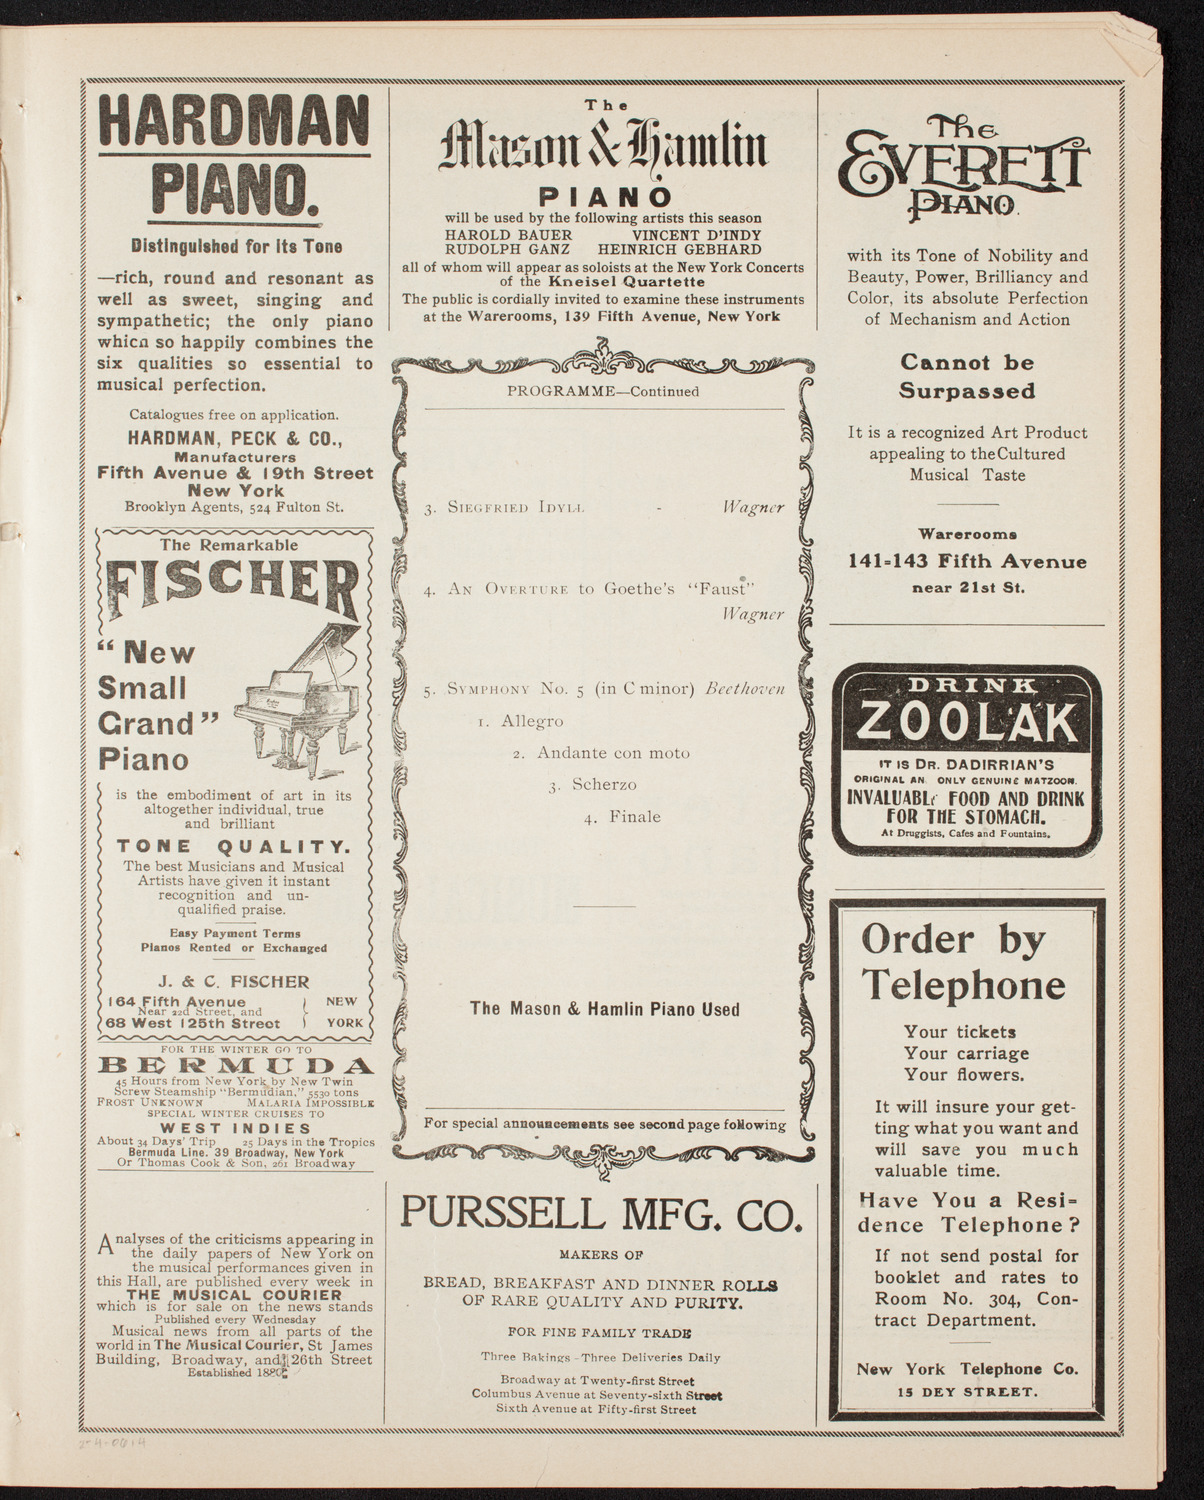 HARDMAN
PIANO.
Distinguished for its Tone
—rich, round and resonant as
well as sweet, singing and
sympathetic; the only piano
which so happily combines the
six qualities so essential to
musical perfection.
Catalogues free on application.
HARDMAN, PECK & CO.,
Manufacturers
Fifth Avenue & 19th Street
New York
Brooklyn Agents, 524 Fulton St.
The Remarkable
FISCHER
"New
Small
Grand"
Piano
is the embodiment of art in its
altogether individual, true
and brilliant
TONE QUALITY.
The best Musicians and Musical
Artists have given it instant
recognition and un-
qualified praise.
Easy Payment Terms
Pianos Rented or Exchanged
J. & C. FISCHER
164 Fifth Avenue
Near 22d Street, and
68 West 125th Street
NEW
YORK
FOR THE WINTER GO TO
BERMUDA
45 Hours from New York by New Twin
Screw Steamship "Bermudian," 5530 tons
FROST UNKNOWN MALARIA IMPOSSIBLE
SPECIAL WINTER CRUISES TO
WEST INDIES
About 34 Days' Trip 25 Days in the Tropics
Bermuda Line. 39 Broadway, New York
Or Thomas Cook & Son, 261 Broadway
Analyses of the criticisms appearing in
the daily papers of New York on
the musical performances given in
this Hall, are published every week in
THE MUSICAL COURIER
which is for sale on the news stands
Published every Wednesday
Musical news from all parts of the
world in The Musical Courier, St James
Building, Broadway, and 26th Street
Established 1880
The
Mason & Hamlin
PIANO
will be used by the following artists this season
HAROLD BAUER VINCENT D'INDY
RUDOLPH GANZ HEINRICH GEBHARD
all of whom will appear as soloists at the New York Concerts
of the Kneisel Quartette
The public is cordially invited to examine these instruments
at the Warerooms, 139 Fifth Avenue, New York
PROGRAMME—Continued
3. SIEGFRIED IDYLL - Wagner
4. AN OVERTURE to Goethe's "Faust"
Wagner
5. SYMPHONY No. 5 (in C minor) Beethoven
1. Allegro
2. Andante con moto
3. Scherzo
4. Finale
The Mason & Hamlin Piano Used
For special announcements see second page following
PURSSELL MFG. CO.
MAKERS OF
BREAD, BREAKFAST AND DINNER ROLLS
OF RARE QUALITY AND PURITY.
FOR FINE FAMILY TRADE
Three Bakings - Three Deliveries Daily
Broadway at Twenty-first Street
Columbus Avenue at Seventy-sixth Street
Sixth Avenue at Fifty-first Street
The
EVERETT
PIANO.
with its Tone of Nobility and
Beauty, Power, Brilliancy and
Color, its absolute Perfection
of Mechanism and Action
Cannot be
Surpassed
It is a recognized Art Product
appealing to the Cultured
Musical Taste
Warerooms
141-143 Fifth Avenue
near 21st St.
DRINK
ZOOLAK
IT IS DR. DADIRRIAN'S
ORIGINAL AN ONLY GENUINE MATZOON.
INVALUABLE FOOD AND DRINK
FOR THE STOMACH.
At Druggists, Cafes and Fountains.
Order by
Telephone
Your tickets
Your carriage
Your flowers.
It will insure your get-
ting what you want and
will save you much
valuable time.
Have You a Resi-
dence Telephone?
If not send postal for
booklet and rates to
Room No. 304, Con-
tract Department.
New York Telephone Co.
15 DEY STREET.